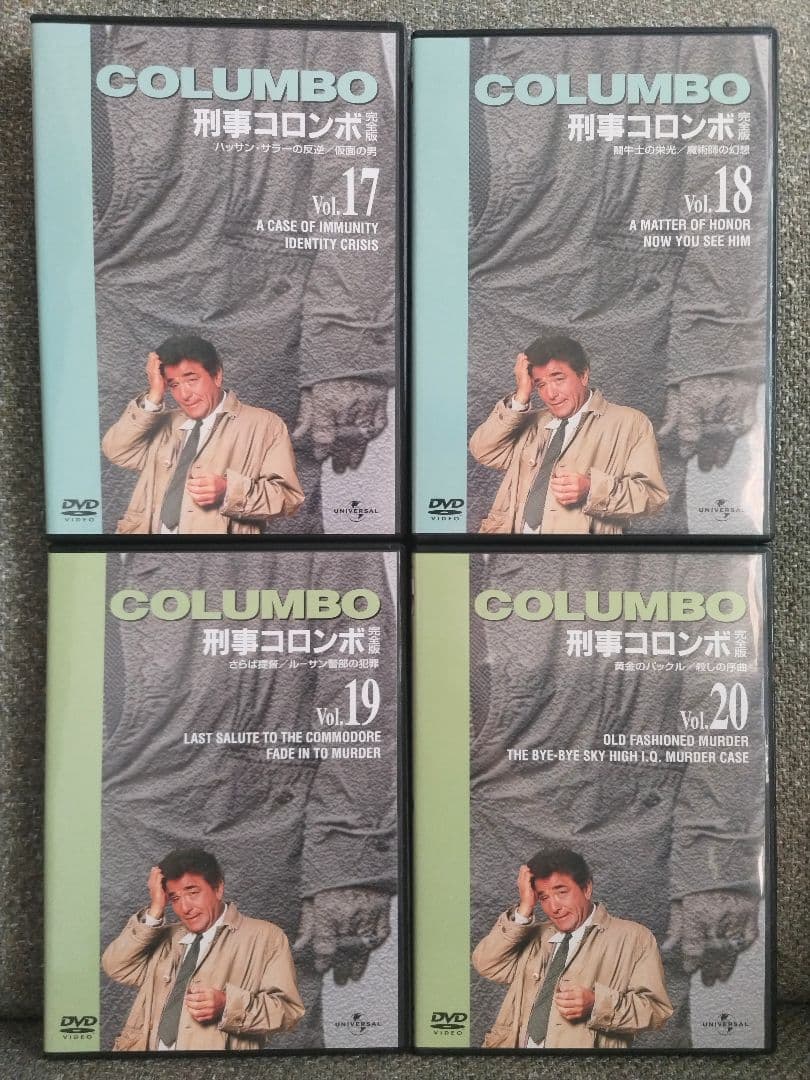 COLUMBO
刑事コロンボ 完全版
ハッサン・サラーの反逆／仮面の男
Vol.17
A CASE OF IMMUNITY
IDENTITY CRISIS
DVD
VIDEO
UNIVERSAL
COLUMBO
刑事コロンボ 完全版
闘牛士の栄光／魔術師の幻想
Vol.18
A MATTER OF HONOR
NOW YOU SEE HIM
DVD
VIDEO
UNIVERSAL
COLUMBO
刑事コロンボ 完全版
さらば提督／ルーサン警部の犯罪
Vol.19
LAST SALUTE TO THE COMMODORE
FADE IN TO MURDER
DVD
VIDEO
UNIVERSAL
COLUMBO
刑事コロンボ 完全版
黄金のバックル／殺しの序曲
Vol.20
OLD FASHIONED MURDER
THE BYE-BYE SKY HIGH I.Q. MURDER CASE
DVD
VIDEO
UNIVERSAL